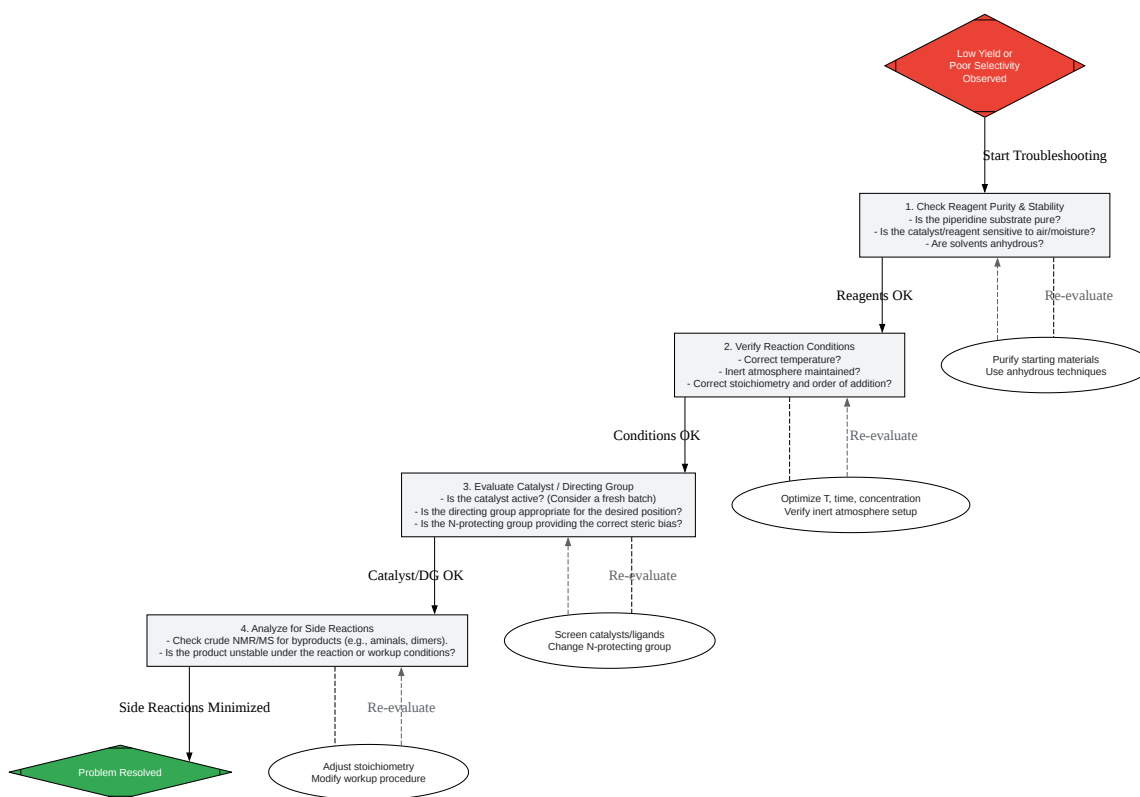 Low Yield or
Poor Selectivity
Observed
Start Troubleshooting
1. Check Reagent Purity & Stability
- Is the piperidine substrate pure?
- Is the catalyst/reagent sensitive to air/moisture?
- Are solvents anhydrous?
Reagents OK
Re-evaluate
2. Verify Reaction Conditions
- Correct temperature?
- Inert atmosphere maintained?
- Correct stoichiometry and order of addition?
Purify starting materials
Use anhydrous techniques
Conditions OK
Re-evaluate
3. Evaluate Catalyst / Directing Group
- Is the catalyst active? (Consider a fresh batch)
- Is the directing group appropriate for the desired position?
- Is the N-protecting group providing the correct steric bias?
Optimize T, time, concentration
Verify inert atmosphere setup
Catalyst/DG OK
Re-evaluate
4. Analyze for Side Reactions
- Check crude NMR/MS for byproducts (e.g., aminals, dimers).
- Is the product unstable under the reaction or workup conditions?
Screen catalysts/ligands
Change N-protecting group
Side Reactions Minimized
Re-evaluate
Problem Resolved
Adjust stoichiometry
Modify workup procedure